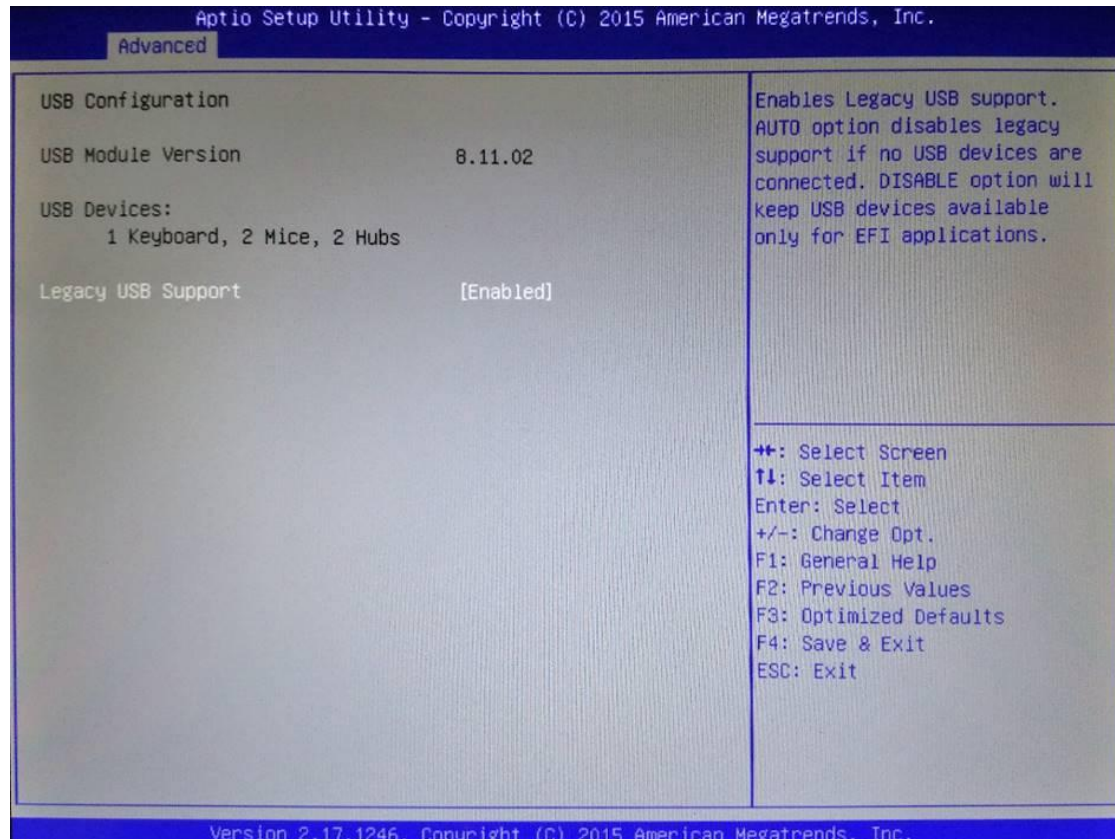 Aptio Setup Utility - Copyright (C) 2015 American Megatrends, Inc.
Advanced
USB Configuration
USB Module Version 8.11.02
USB Devices:
1 Keyboard, 2 Mice, 2 Hubs
Legacy USB Support [Enabled]
Enables Legacy USB support.
AUTO option disables legacy
support if no USB devices are
connected. DISABLE option will
keep USB devices available
only for EFI applications.
→←: Select Screen
↑↓: Select Item
Enter: Select
+/-: Change Opt.
F1: General Help
F2: Previous Values
F3: Optimized Defaults
F4: Save & Exit
ESC: Exit
Version 2.17.1246. Copyright (C) 2015 American Megatrends, Inc.